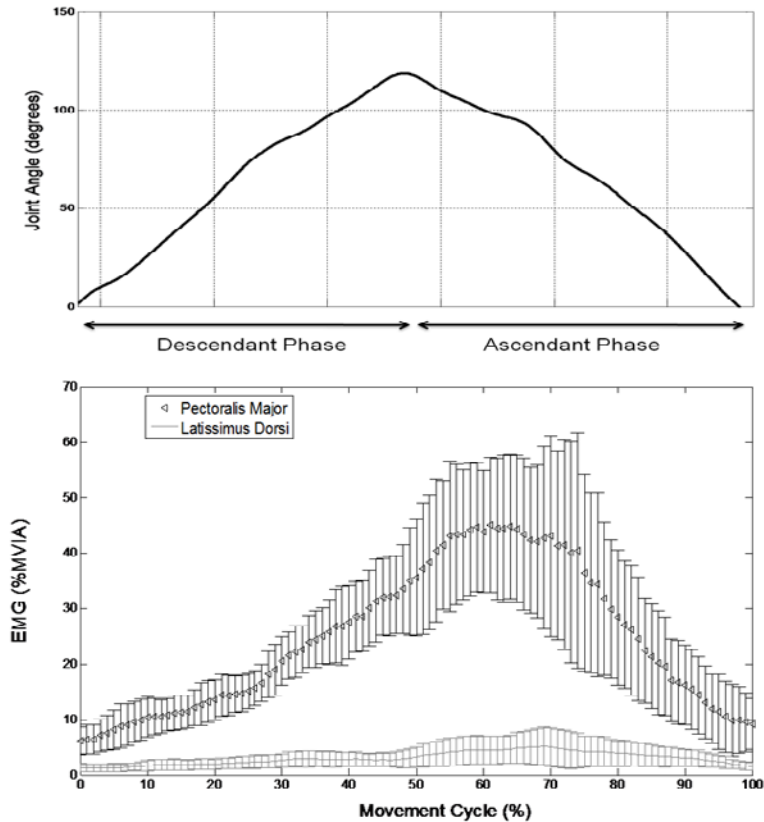 150
100
50
0
Joint Angle (degrees)
Descendant Phase
Ascendant Phase
70
60
50
40
30
20
10
0
EMG (%MVIA)
Pectoralis Major
Latissimus Dorsi
0 10 20 30 40 50 60 70 80 90 100
Movement Cycle (%)